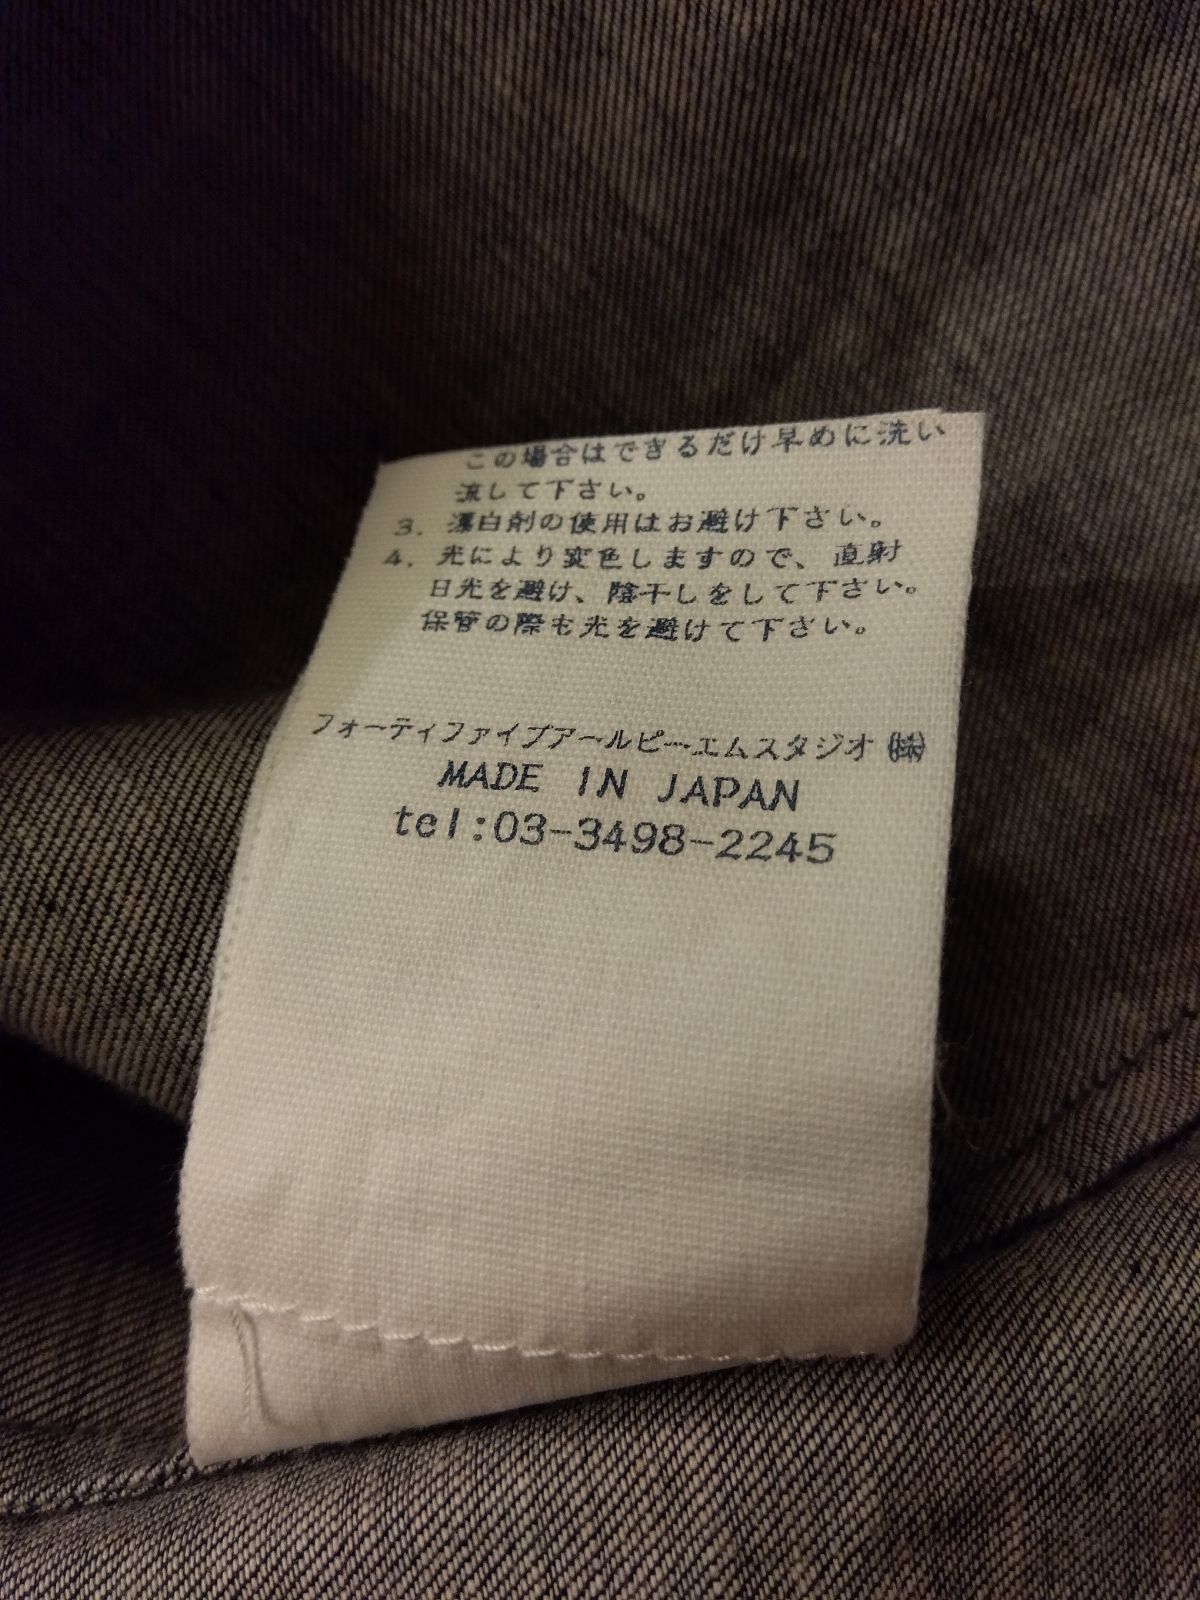 この場合はできるだけ早めに洗い
流して下さい。
3. 漂白剤の使用はお避け下さい。
4. 光により変色しますので、直射
日光を避け、陰干しをして下さい。
保管の際も光を避けて下さい。
フォーティファイブアールピーエムスタジオ㈱
MADE IN JAPAN
tel:03-3498-2245